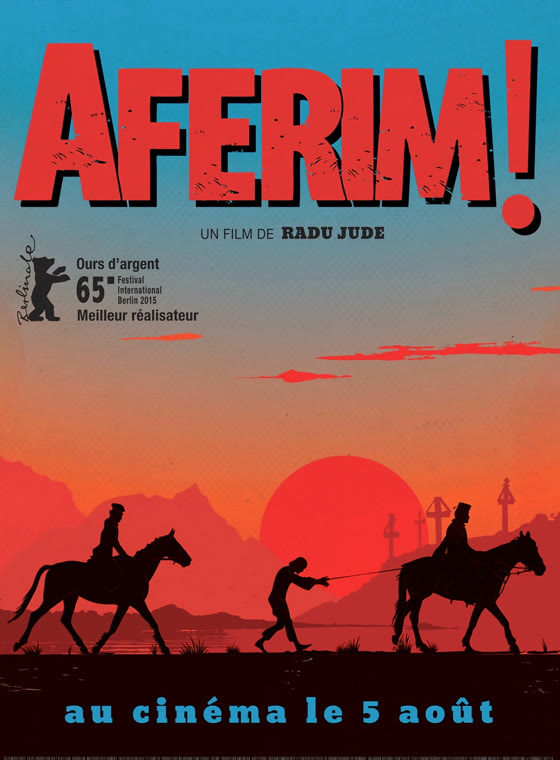 AFERIM!
UN FILM DE RADU JUDE
Berlinale
Ours d'argent
65e Festival
International
Berlin 2015
Meilleur réalisateur
au cinéma le 5 août